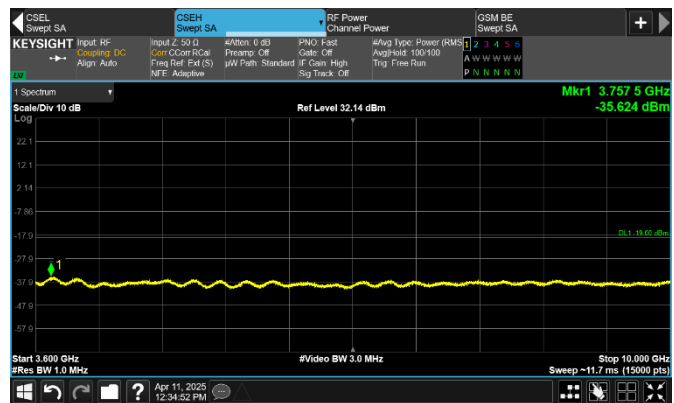 CSEL
Swept SA
CSEH
Swept SA
RF Power
Channel Power
GSM BE
Swept SA
KEYSIGHT
Input: RF
Coupling: DC
Align: Auto
LXI
Input Z: 50 Ω
Corr CCorr RCal
Freq Ref: Ext (S)
NFE: Adaptive
#Atten: 0 dB
Preamp: Off
µW Path: Standard
PNO: Fast
Gate: Off
IF Gain: High
Sig Track: Off
#Avg Type: Power (RMS)
Avg|Hold: 100/100
Trig: Free Run
1 2 3 4 5 6
A W W W W W
P N N N N N
1 Spectrum
Scale/Div 10 dB
Log
Ref Level 32.14 dBm
Mkr1 3.757 5 GHz
-35.624 dBm
22.1
12.1
2.14
-7.86
-17.9
DL1 -19.00 dBm
-27.9
1
-37.9
-47.9
-57.9
Start 3.600 GHz
#Res BW 1.0 MHz
#Video BW 3.0 MHz
Stop 10.000 GHz
Sweep ~11.7 ms (15000 pts)
? Apr 11, 2025
12:34:52 PM